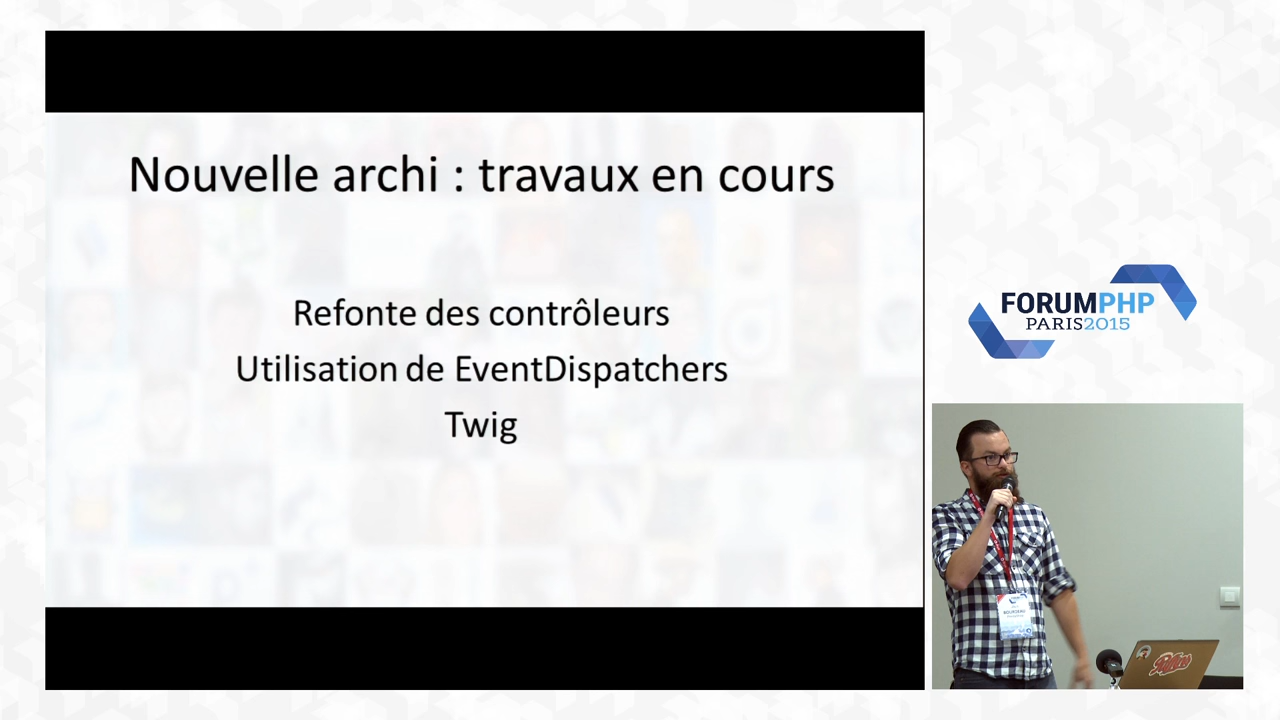 Nouvelle archi : travaux en cours
Refonte des contrôleurs
Utilisation de EventDispatchers
Twig
FORUMPHP
PARIS2015